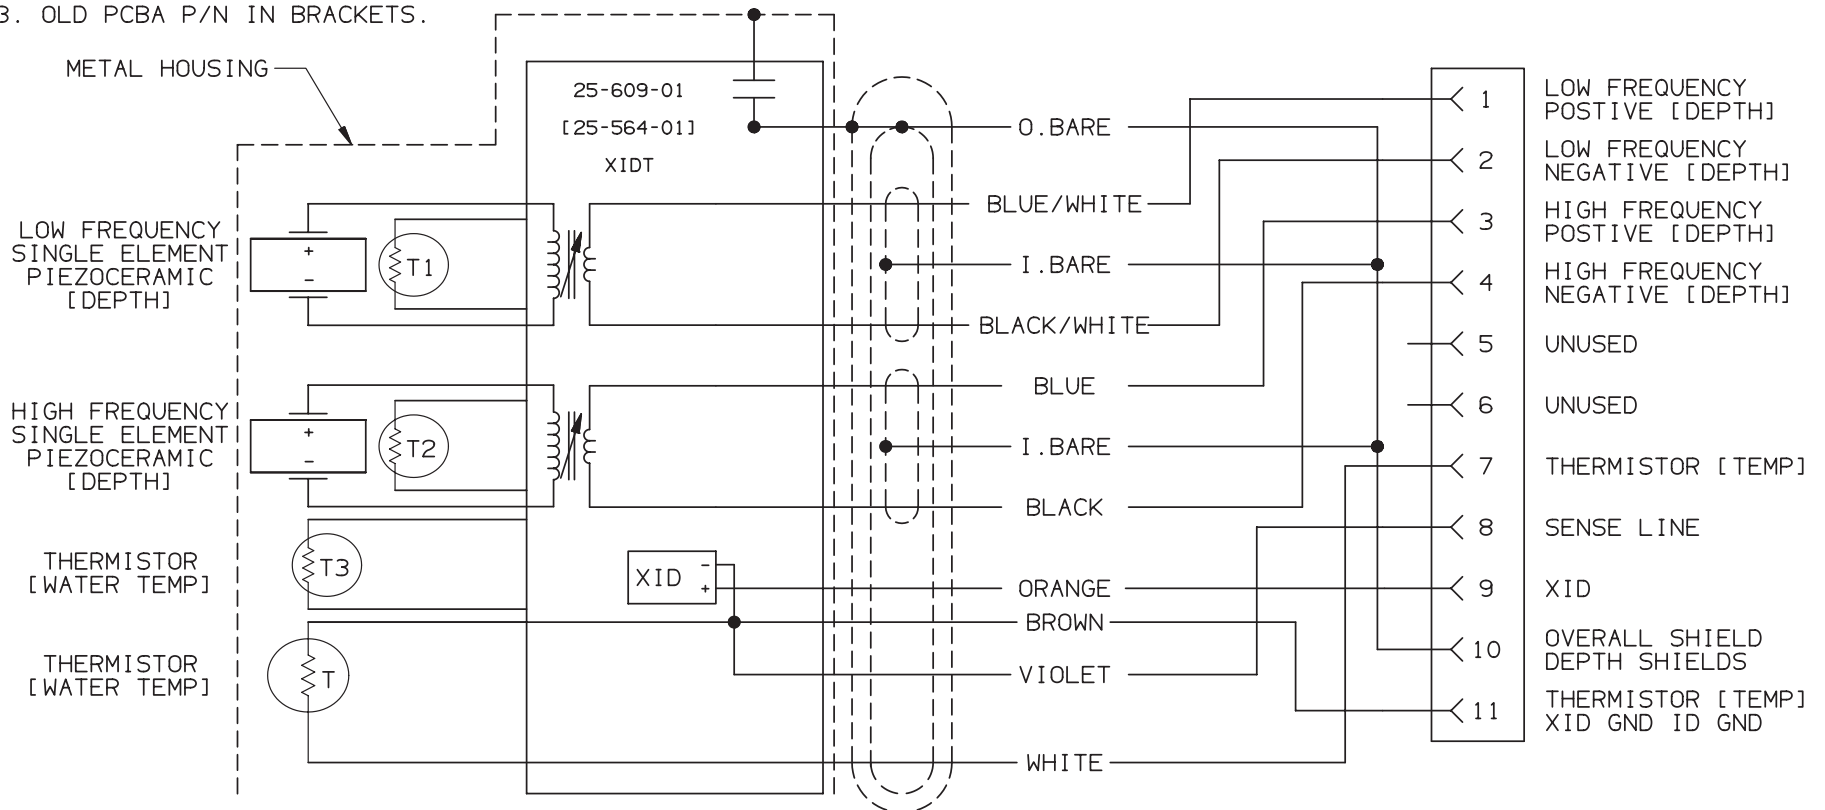 3. OLD PCBA P/N IN BRACKETS.
METAL HOUSING
25-609-01
[25-564-01]
XIDT
LOW FREQUENCY
SINGLE ELEMENT
PIEZOCERAMIC
[DEPTH]
+
-
T1
HIGH FREQUENCY
SINGLE ELEMENT
PIEZOCERAMIC
[DEPTH]
+
-
T2
THERMISTOR
[WATER TEMP]
T3
THERMISTOR
[WATER TEMP]
T
XID
-
+
O.BARE
BLUE/WHITE
I.BARE
BLACK/WHITE
BLUE
I.BARE
BLACK
ORANGE
BROWN
VIOLET
WHITE
1 LOW FREQUENCY
POSTIVE [DEPTH]
2 LOW FREQUENCY
NEGATIVE [DEPTH]
3 HIGH FREQUENCY
POSTIVE [DEPTH]
4 HIGH FREQUENCY
NEGATIVE [DEPTH]
5 UNUSED
6 UNUSED
7 THERMISTOR [TEMP]
8 SENSE LINE
9 XID
10 OVERALL SHIELD
DEPTH SHIELDS
11 THERMISTOR [TEMP]
XID GND ID GND